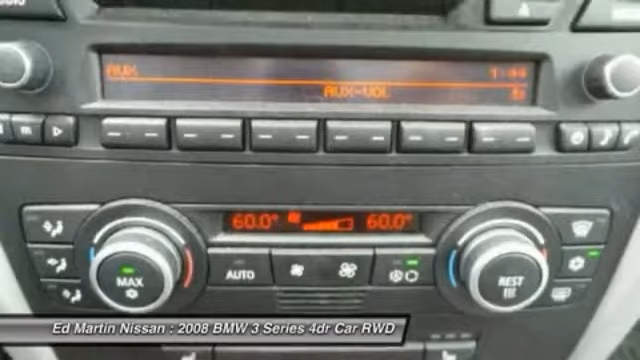 AUX 1:44
AUX-VOL
60.0° 60.0°
MAX AUTO REST
Ed Martin Nissan : 2008 BMW 3 Series 4dr Car RWD